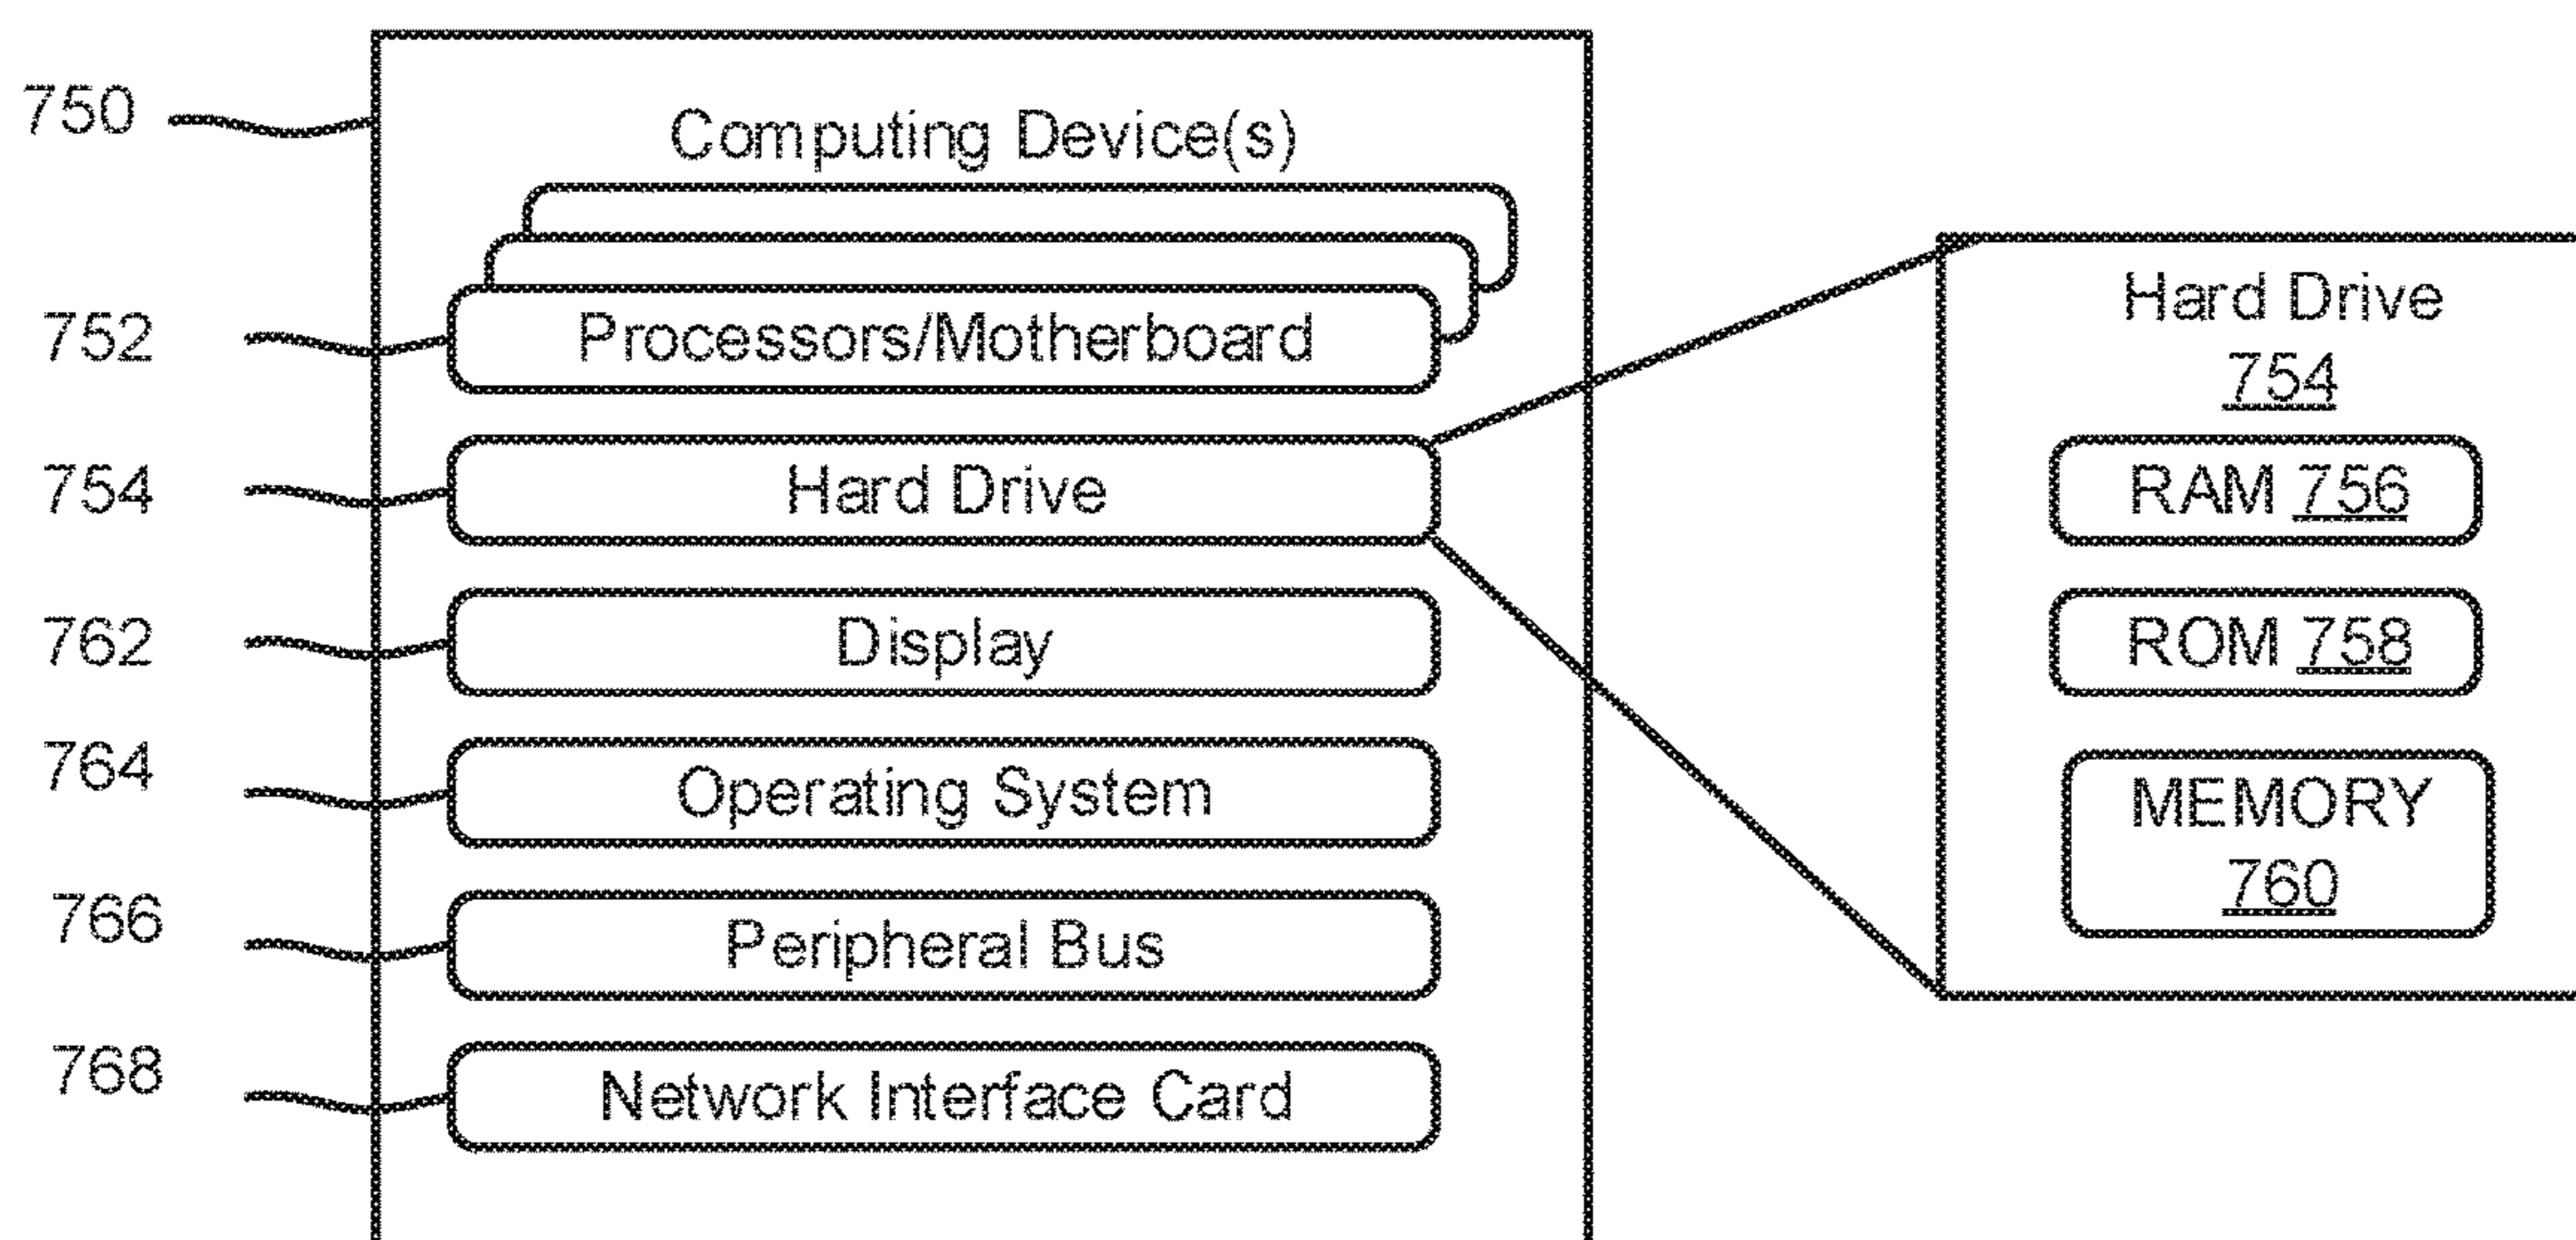 750
Computing Device(s)
752
Processors/Motherboard
754
Hard Drive
762
Display
764
Operating System
766
Peripheral Bus
768
Network Interface Card
Hard Drive
754
RAM 756
ROM 758
MEMORY
760